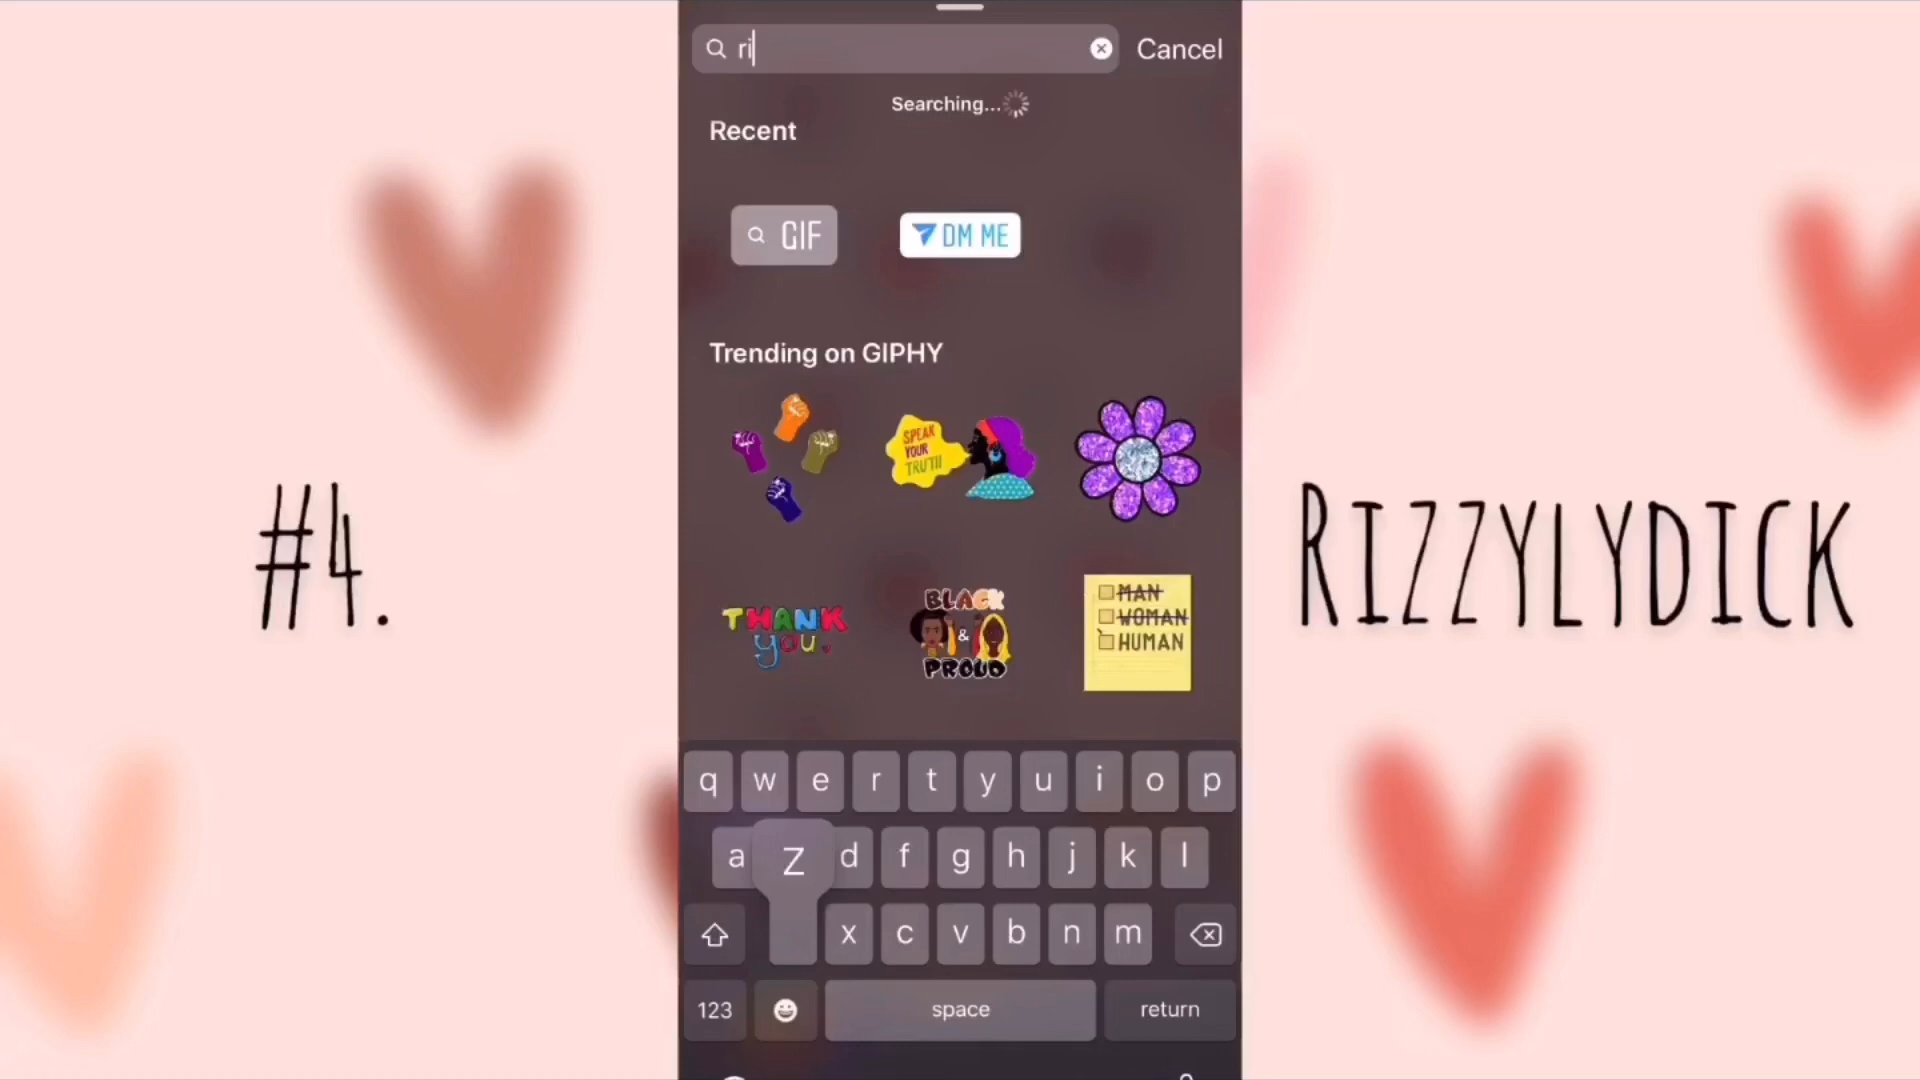 ri
Cancel
Searching...
Recent
GIF
DM ME
Trending on GIPHY
SPEAK
YOUR
TRUTH
THANK
YOU.
BLACK
&
PROUD
MAN
WOMAN
HUMAN
#4.
RIZZYLYDICK
q w e r t y u i o p
a z d f g h j k l
x c v b n m
123 space return